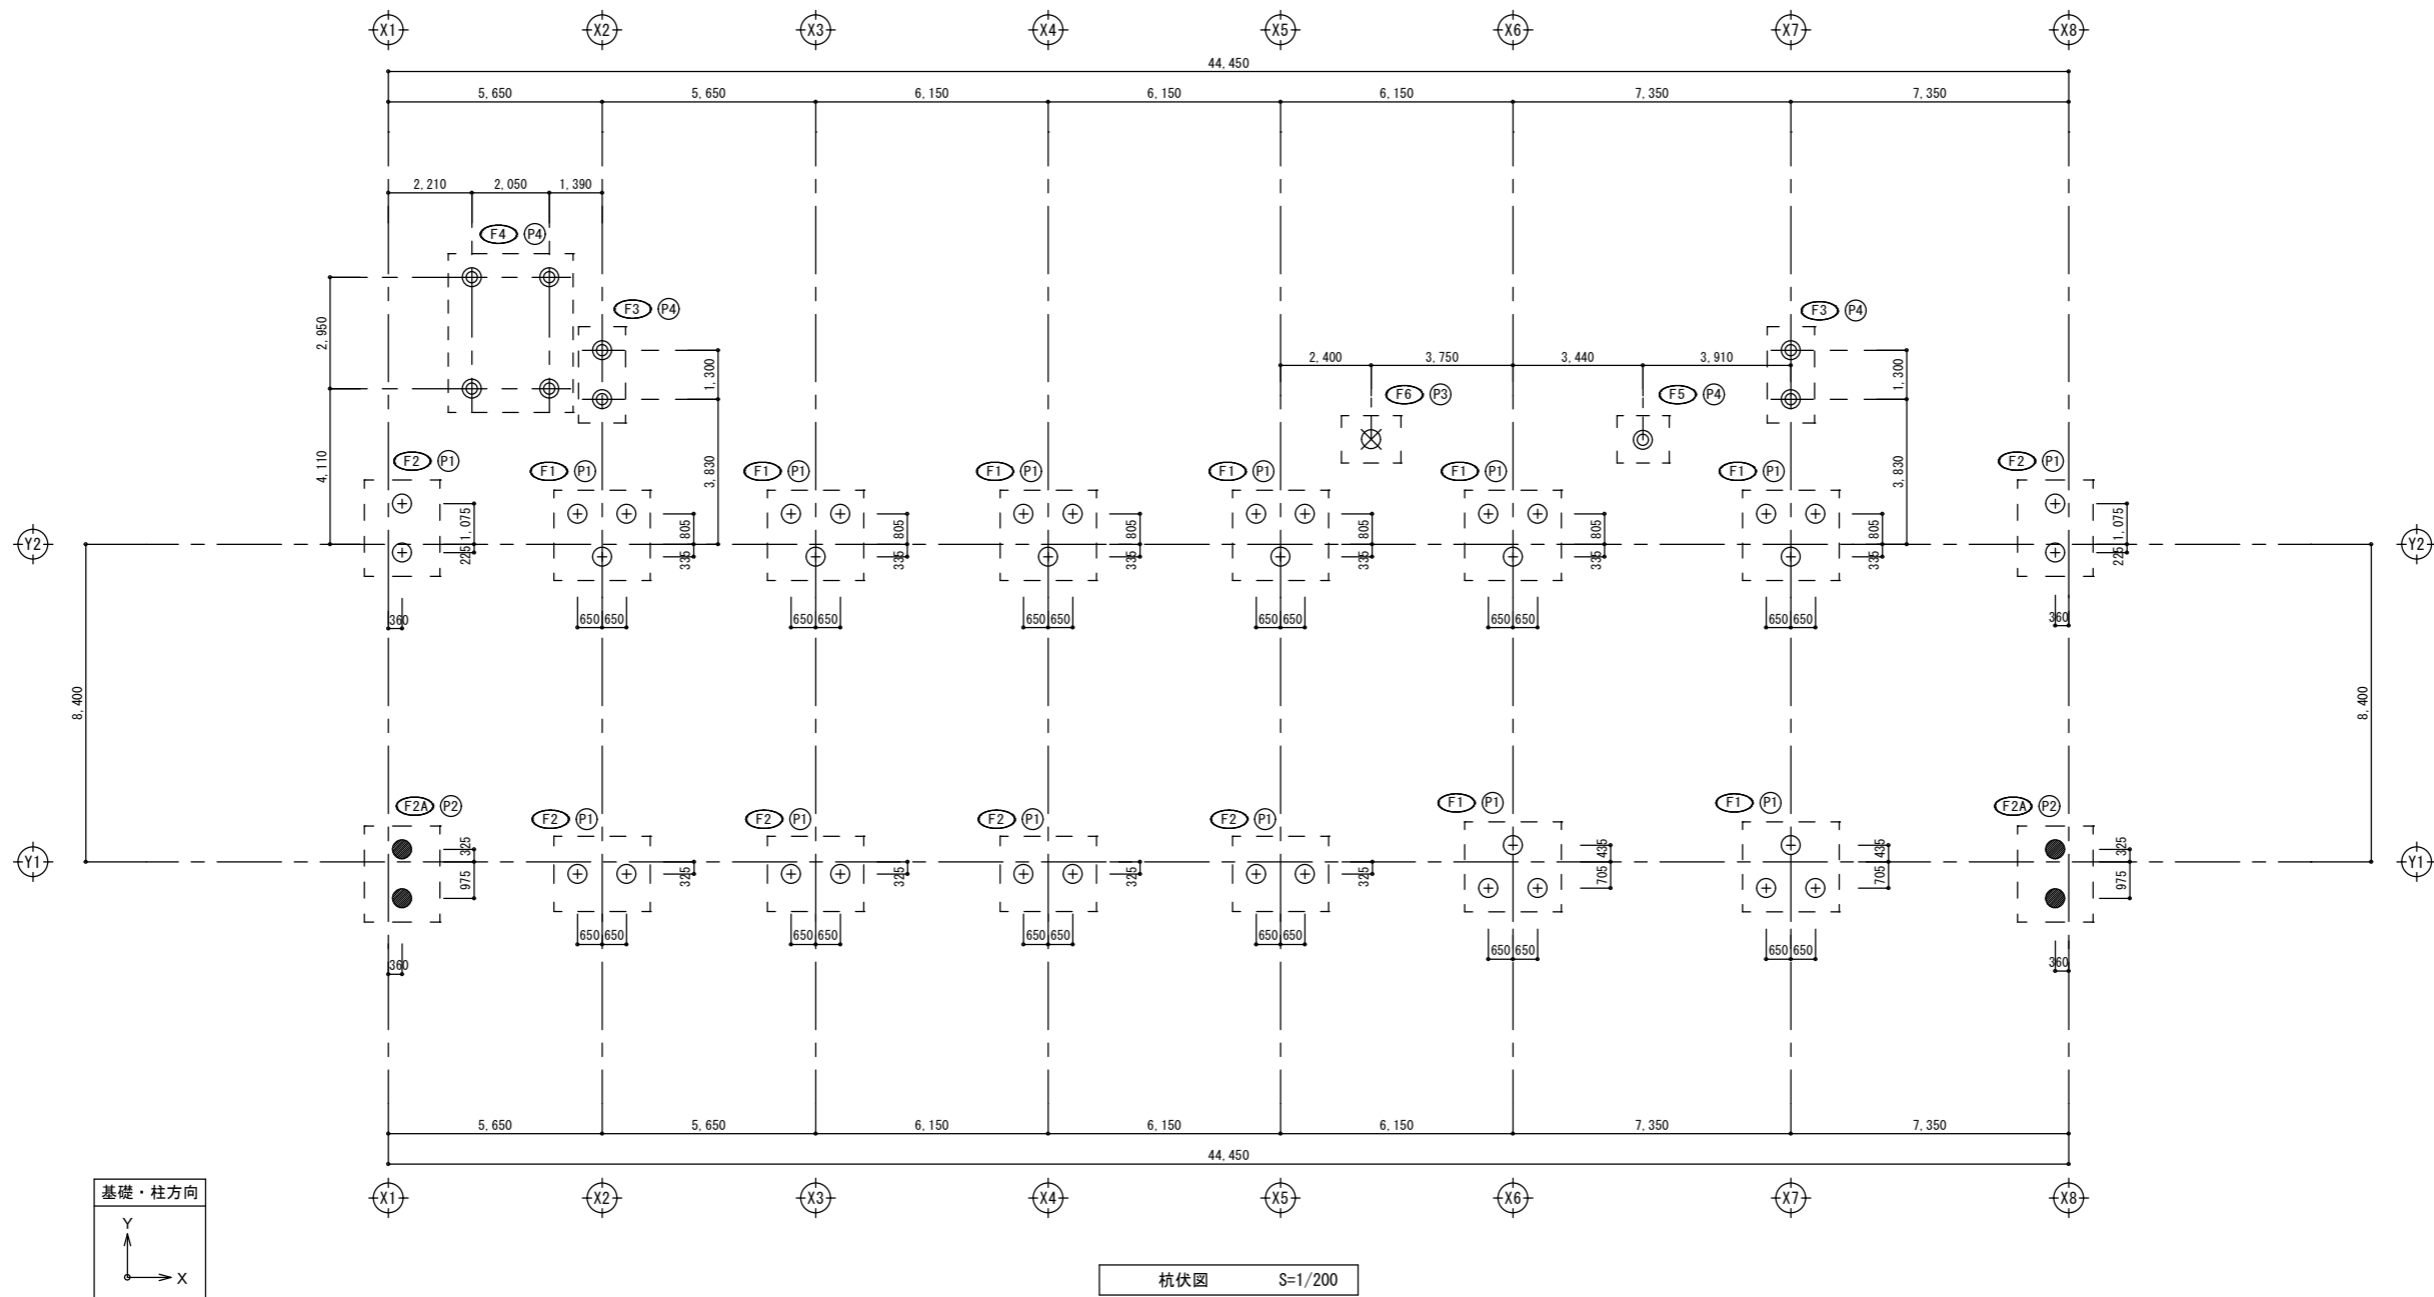 X1 X2 X3 X4 X5 X6 X7 X8
44,450
5,650 5,650 6,150 6,150 6,150 7,350 7,350
2,210 2,050 1,390
F4 P4
F3 P4
F3 P4
2,950
1,300
1,300
2,400 3,750 3,440 3,910
F6 P3
F5 P4
4,110
3,830
3,830
F2 P1
F1 P1
F1 P1
F1 P1
F1 P1
F1 P1
F1 P1
F2 P1
1,075
225
805
335
805
335
805
335
805
335
805
335
805
335
1,075
225
Y2
Y2
360
650 650
650 650
650 650
650 650
650 650
650 650
360
8,400
8,400
F2A P2
F2 P1
F2 P1
F2 P1
F2 P1
F1 P1
F1 P1
F2A P2
325
975
325
325
325
325
435
705
435
705
325
975
Y1
Y1
360
650 650
650 650
650 650
650 650
650 650
650 650
360
5,650 5,650 6,150 6,150 6,150 7,350 7,350
44,450
X1 X2 X3 X4 X5 X6 X7 X8
基礎・柱方向
Y
X
杭伏図 S=1/200